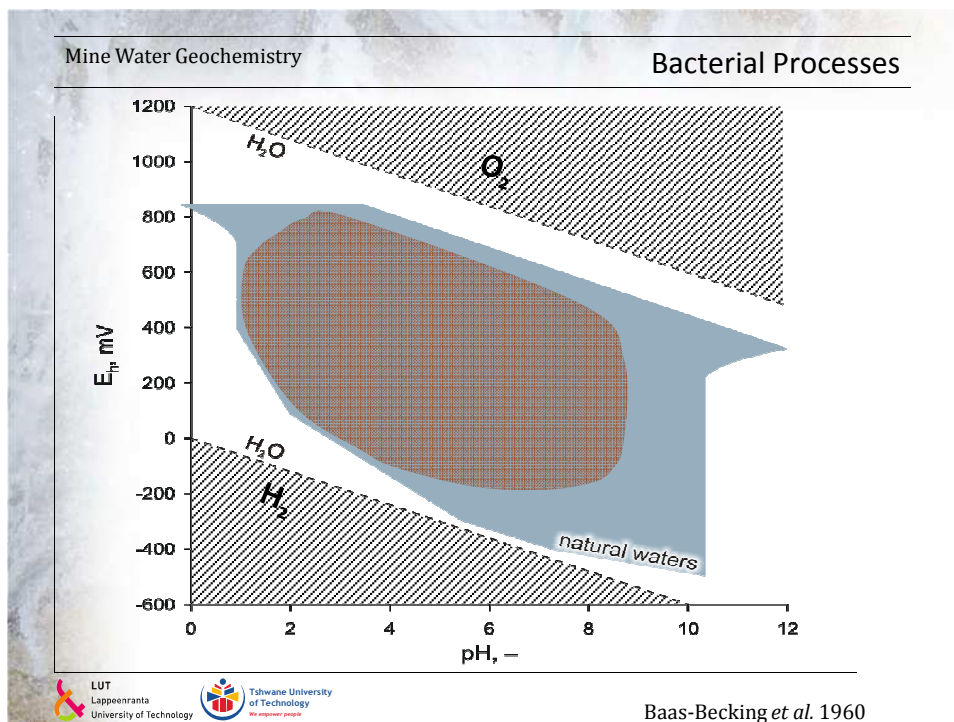 Mine Water Geochemistry
Bacterial Processes
1200
1000
800
600
400
200
0
-200
-400
-600
Eh, mV
H2O
O2
H2O
H2
natural waters
0 2 4 6 8 10 12
pH, –
LUT
Lappeenranta
University of Technology
Tshwane University
of Technology
We empower people
Baas-Becking et al. 1960